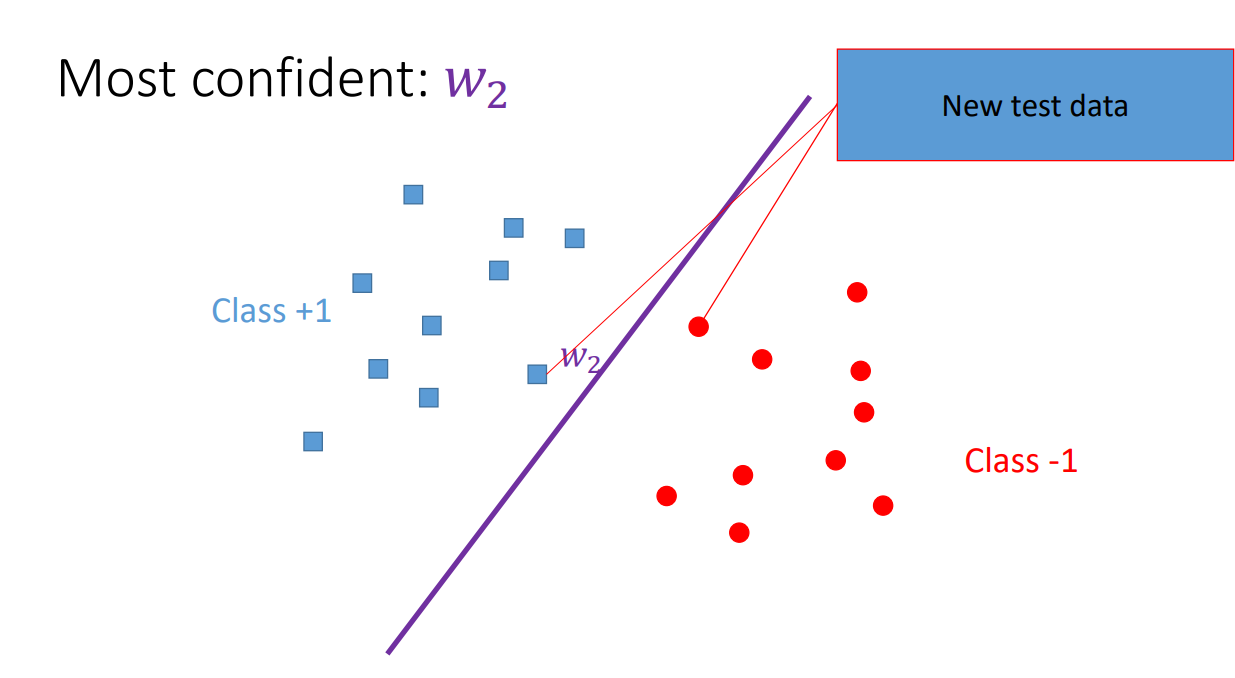 Most confident: w₂
New test data
Class +1
w₂
Class -1